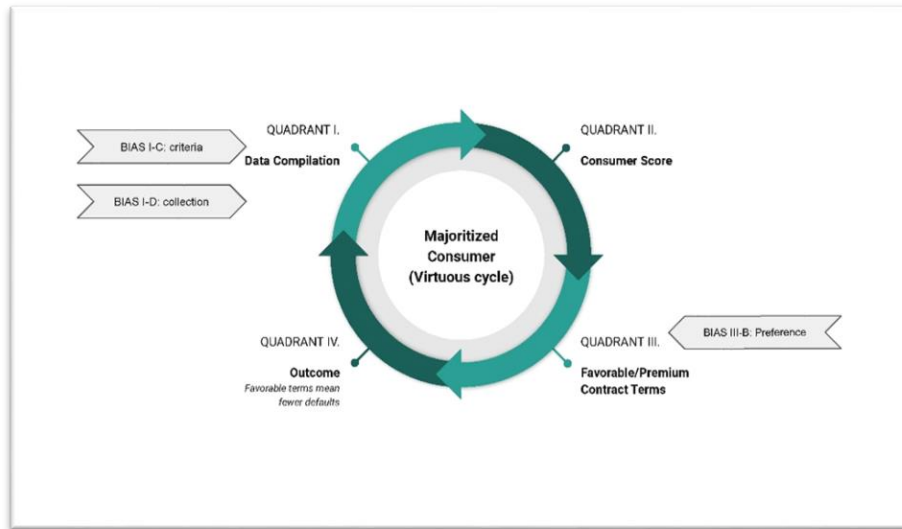 QUADRANT I.
Data Compilation
BIAS I-C: criteria
BIAS I-D: collection
QUADRANT II.
Consumer Score
Majoritized
Consumer
(Virtuous cycle)
QUADRANT IV.
Outcome
Favorable terms mean
fewer defaults
QUADRANT III.
Favorable/Premium
Contract Terms
BIAS III-B: Preference